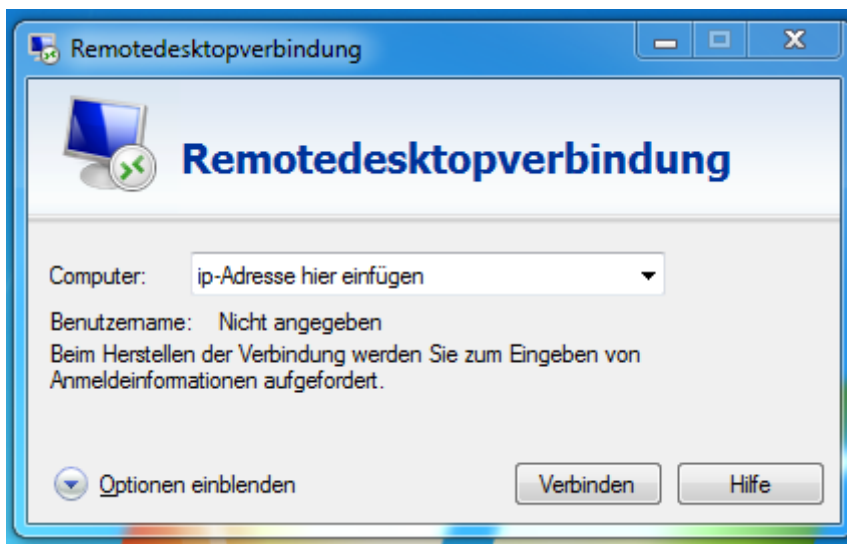 Remotedesktopverbindung
Remotedesktopverbindung
Computer: ip-Adresse hier einfügen
Benutzername: Nicht angegeben
Beim Herstellen der Verbindung werden Sie zum Eingeben von
Anmeldeinformationen aufgefordert.
Optionen einblenden Verbinden Hilfe